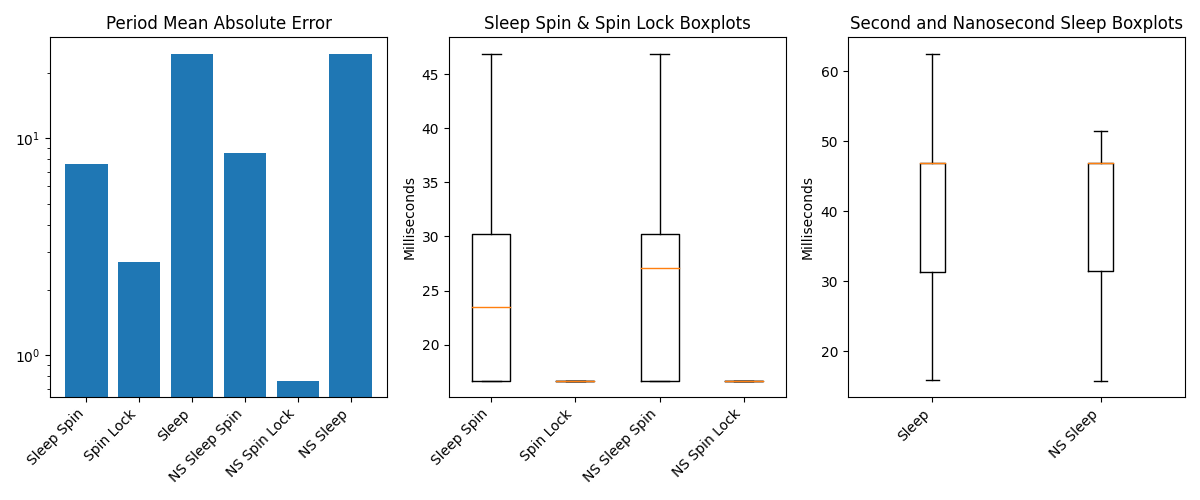 Period Mean Absolute Error
10^1
10^0
Sleep Spin
Spin Lock
Sleep
NS Sleep Spin
NS Spin Lock
NS Sleep
Sleep Spin & Spin Lock Boxplots
Milliseconds
45
40
35
30
25
20
Sleep Spin
Spin Lock
NS Sleep Spin
NS Spin Lock
Second and Nanosecond Sleep Boxplots
Milliseconds
60
50
40
30
20
Sleep
NS Sleep